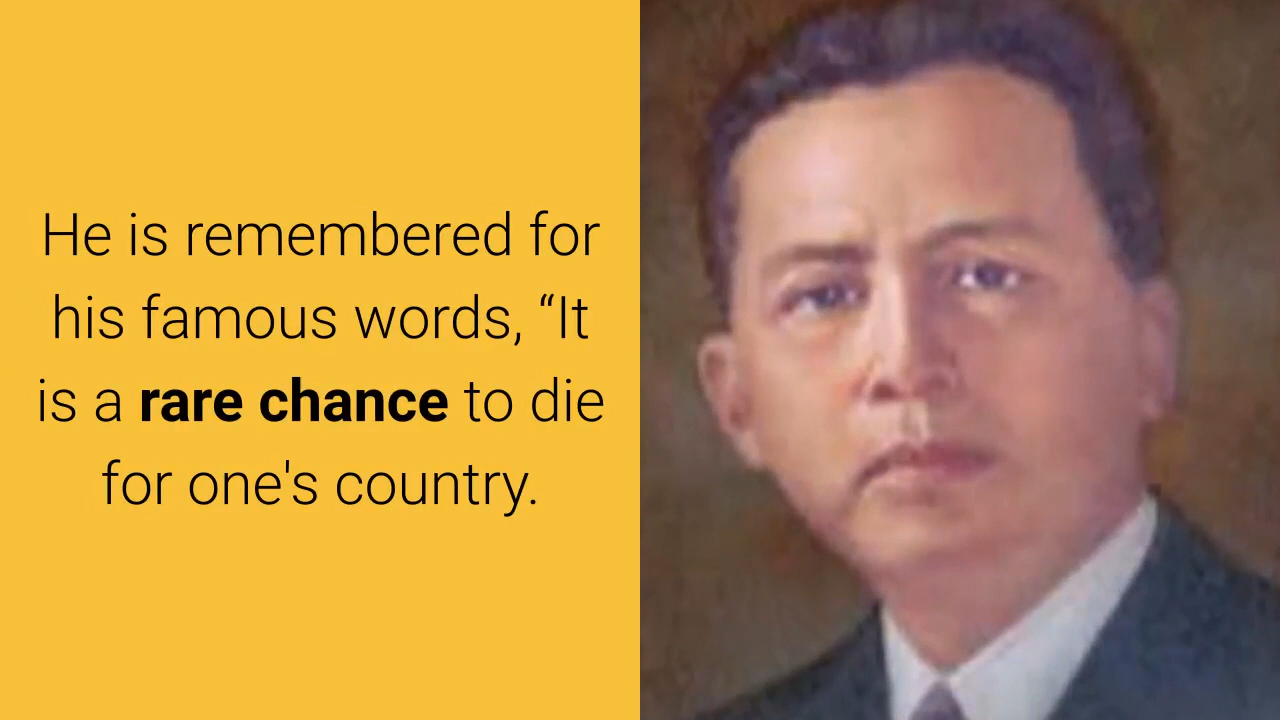 He is remembered for
his famous words, “It
is a rare chance to die
for one's country.